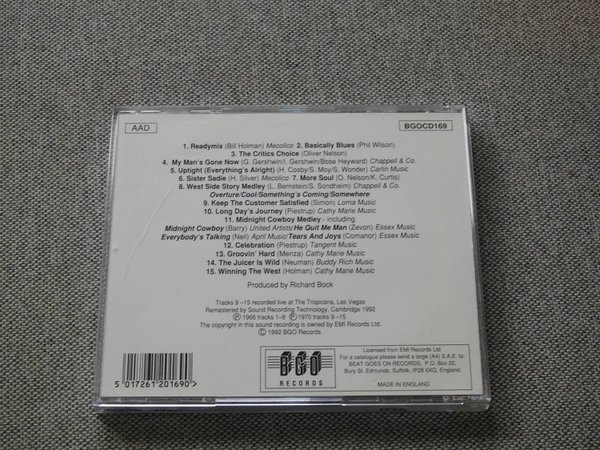 AAD
BGOCD169
1. Readymix (Bill Holman) Mecolico 2. Basically Blues (Phil Wilson)
3. The Critics Choice (Oliver Nelson)
4. My Man's Gone Now (G. Gershwin/I. Gershwin/Bose Heyward) Chappell & Co.
5. Uptight (Everything's Alright) (H. Cosby/S. Moy/S. Wonder) Carlin Music
6. Sister Sadie (H. Silver) Mecolico 7. More Soul (O. Nelson/K. Curtis)
8. West Side Story Medley (L. Bernstein/S. Sondheim) Chappell & Co.
Overture/Cool/Something's Coming/Somewhere
9. Keep The Customer Satisfied (Simon) Lorna Music
10. Long Day's Journey (Piestrup) Cathy Marie Music
11. Midnight Cowboy Medley:- including
Midnight Cowboy (Barry) United Artists/He Quit Me Man (Zevon) Essex Music
Everybody's Talking (Neil) April Music/Tears And Joys (Comanor) Essex Music
12. Celebration (Piestrup) Tangent Music
13. Groovin' Hard (Menza) Cathy Marie Music
14. The Juicer Is Wild (Neuman) Buddy Rich Music
15. Winning The West (Holman) Cathy Marie Music
Produced by Richard Bock
Tracks 9–15 recorded live at The Tropicana, Las Vegas
Remastered by Sound Recording Technology, Cambridge 1992
Ⓟ 1966 tracks 1–8 Ⓟ 1970 tracks 9–15
The copyright in this sound recording is owned by EMI Records Ltd.
© 1992 BGO Records
5 017261 201690 >
BGO
RECORDS
Licensed from EMI Records Ltd
For a catalogue please send a large (A4) S.A.E. to:
BEAT GOES ON RECORDS, P.O. Box 22,
Bury St. Edmunds, Suffolk, IP28 6XQ, England.
MADE IN ENGLAND